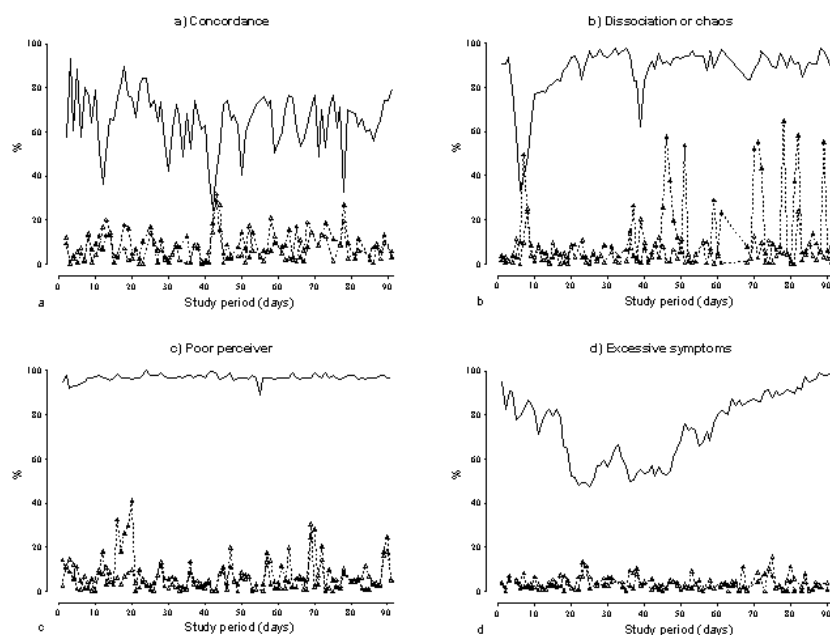 a) Concordance
100
80
60
40
20
0
%
0 10 20 30 40 50 60 70 80 90
Study period (days)
a
b) Dissociation or chaos
100
80
60
40
20
0
%
0 10 20 30 40 50 60 70 80 90
Study period (days)
b
c) Poor perceiver
100
80
60
40
20
0
%
0 10 20 30 40 50 60 70 80 90
Study period (days)
c
d) Excessive symptoms
100
80
60
40
20
0
%
0 10 20 30 40 50 60 70 80 90
Study period (days)
d